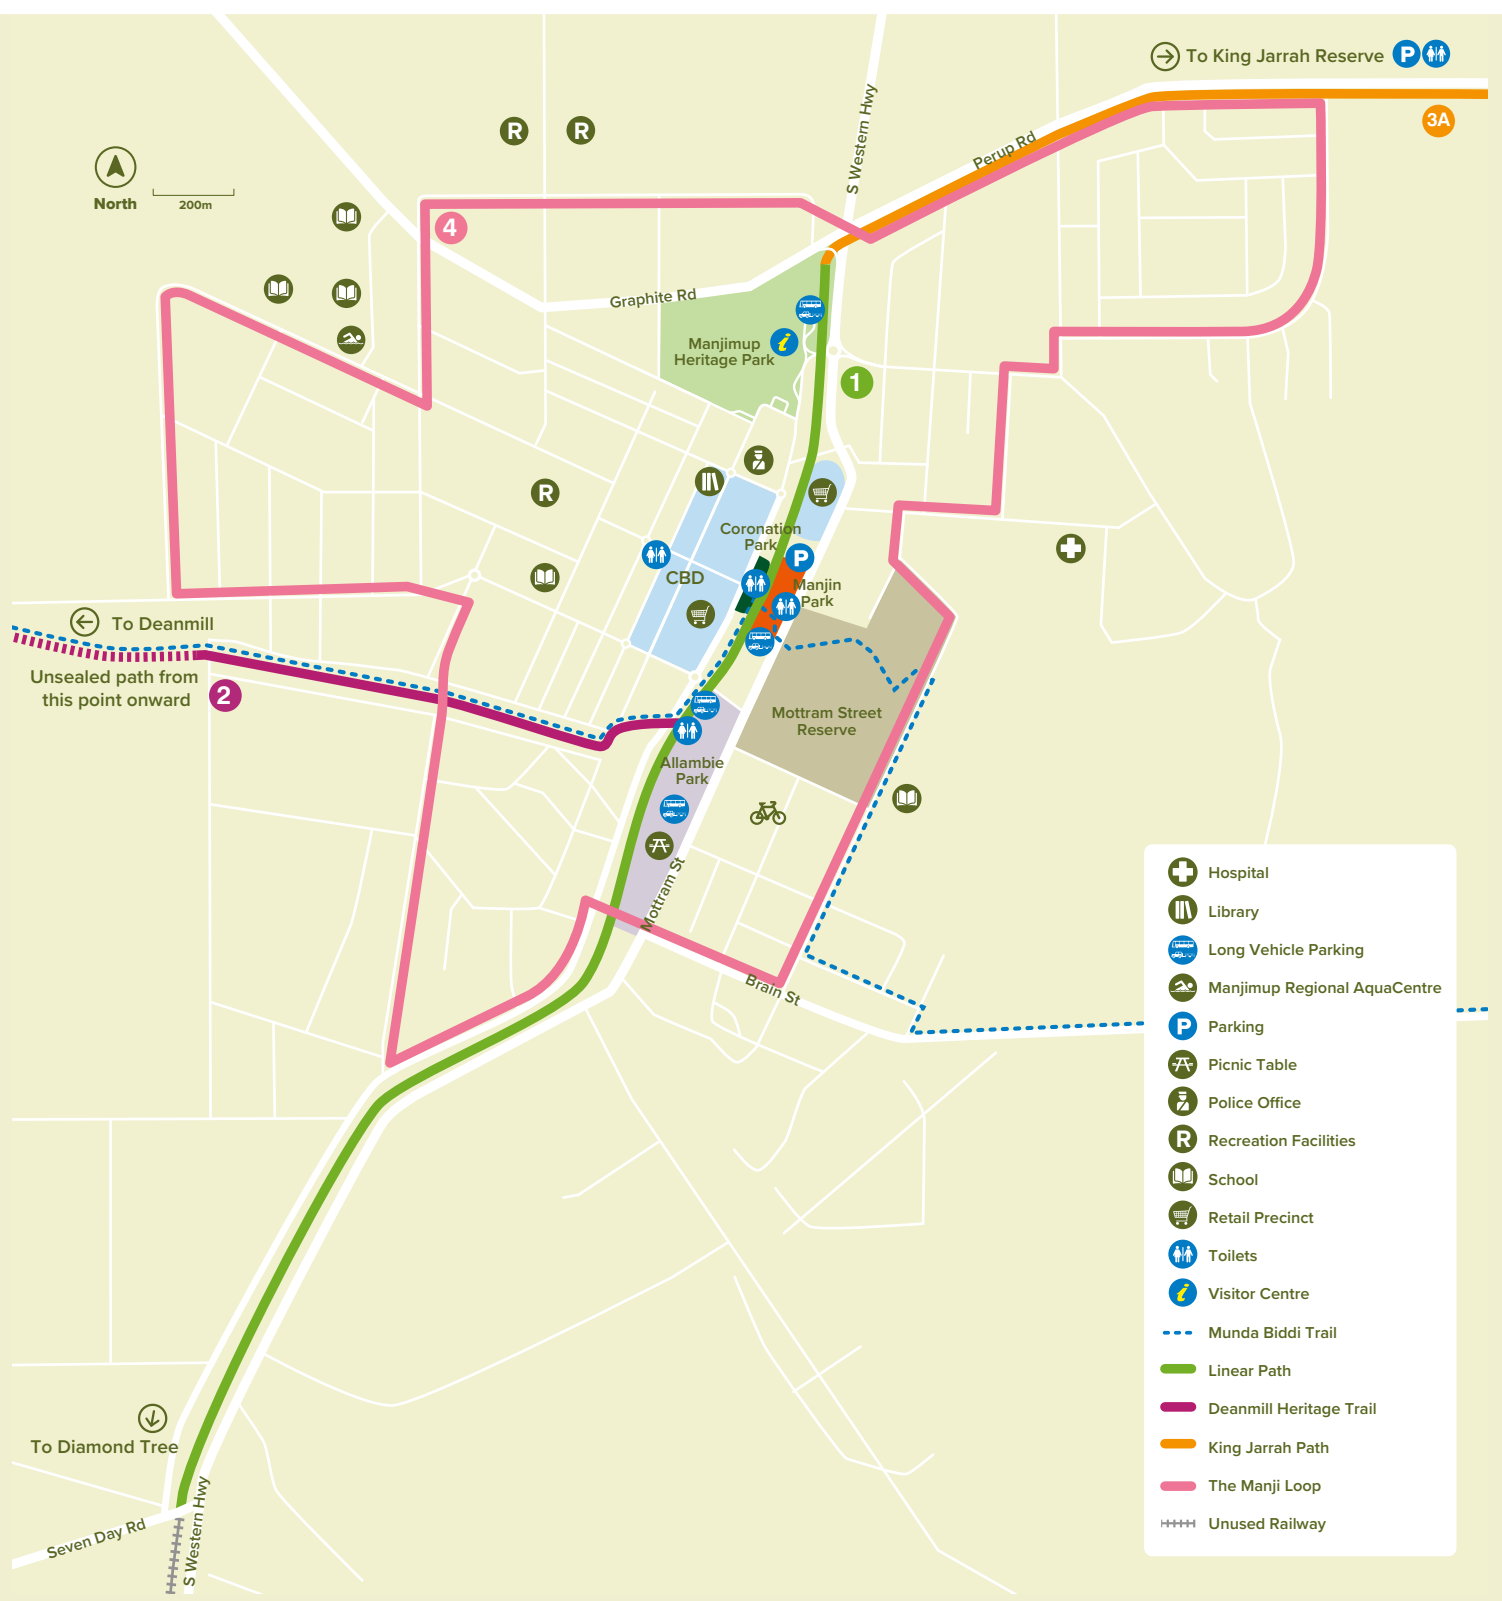 To King Jarrah Reserve P
3A
S Western Hwy
Perup Rd
R R
North
200m
4
Graphite Rd
Manjimup
Heritage Park
i
1
R
Coronation
Park
P
CBD
Manjin
Park
To Deanmill
Unsealed path from
this point onward
2
Mottram Street
Reserve
Allambie
Park
Mottram St
Brain St
Hospital
Library
Long Vehicle Parking
Manjimup Regional AquaCentre
P Parking
Picnic Table
Police Office
R Recreation Facilities
School
Retail Precinct
Toilets
i Visitor Centre
Munda Biddi Trail
Linear Path
Deanmill Heritage Trail
King Jarrah Path
The Manji Loop
Unused Railway
To Diamond Tree
Seven Day Rd
S Western Hwy